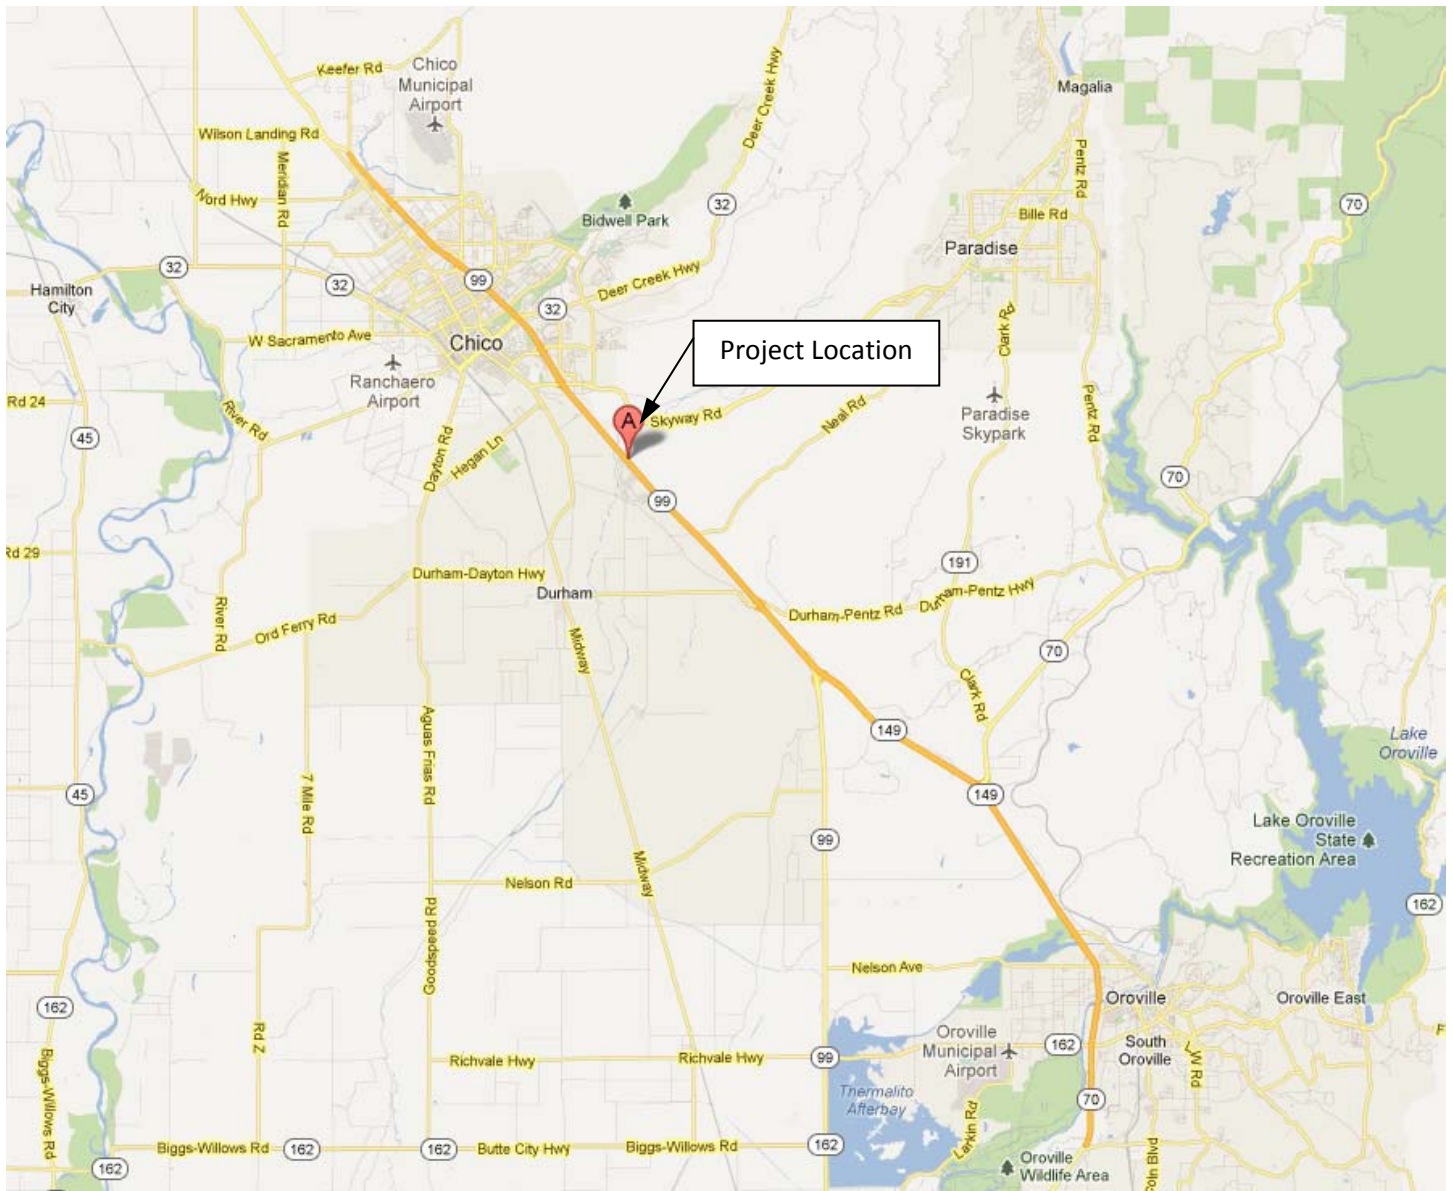 Keefer Rd
Chico
Municipal
Airport
Deer Creek Hwy
Magalia
Wilson Landing Rd
Meridian Rd
Pentz Rd
Nord Hwy
Bidwell Park
32
Bille Rd
70
Paradise
32
Hamilton
City
32
99
Deer Creek Hwy
32
W Sacramento Ave
Chico
Clark Rd
Project Location
Ranchaero
Airport
Rd 24
River Rd
45
Dayton Rd
Hegan Ln
A
Skyway Rd
Neal Rd
Paradise
Skypark
Pentz Rd
70
99
Rd 29
191
Durham-Dayton Hwy
Durham
River Rd
Ord Ferry Rd
Midway
Durham-Pentz Rd
Durham-Pentz Hwy
70
Clark Rd
Aguas Frias Rd
149
Lake
Oroville
45
7 Mile Rd
149
Lake Oroville
State
Recreation Area
99
Midway
Nelson Rd
162
Goodspeed Rd
Nelson Ave
162
Oroville
Oroville East
Rd Z
Oroville
Municipal
Airport
162
South
Oroville
Richvale Hwy
Richvale Hwy
99
Biggs-Willows Rd
Thermalito
Afterbay
70
L W Rd
F
Larkin Rd
Biggs-Willows Rd
162
162
Butte City Hwy
Biggs-Willows Rd
162
162
Oroville
Wildlife Area
coln Blvd